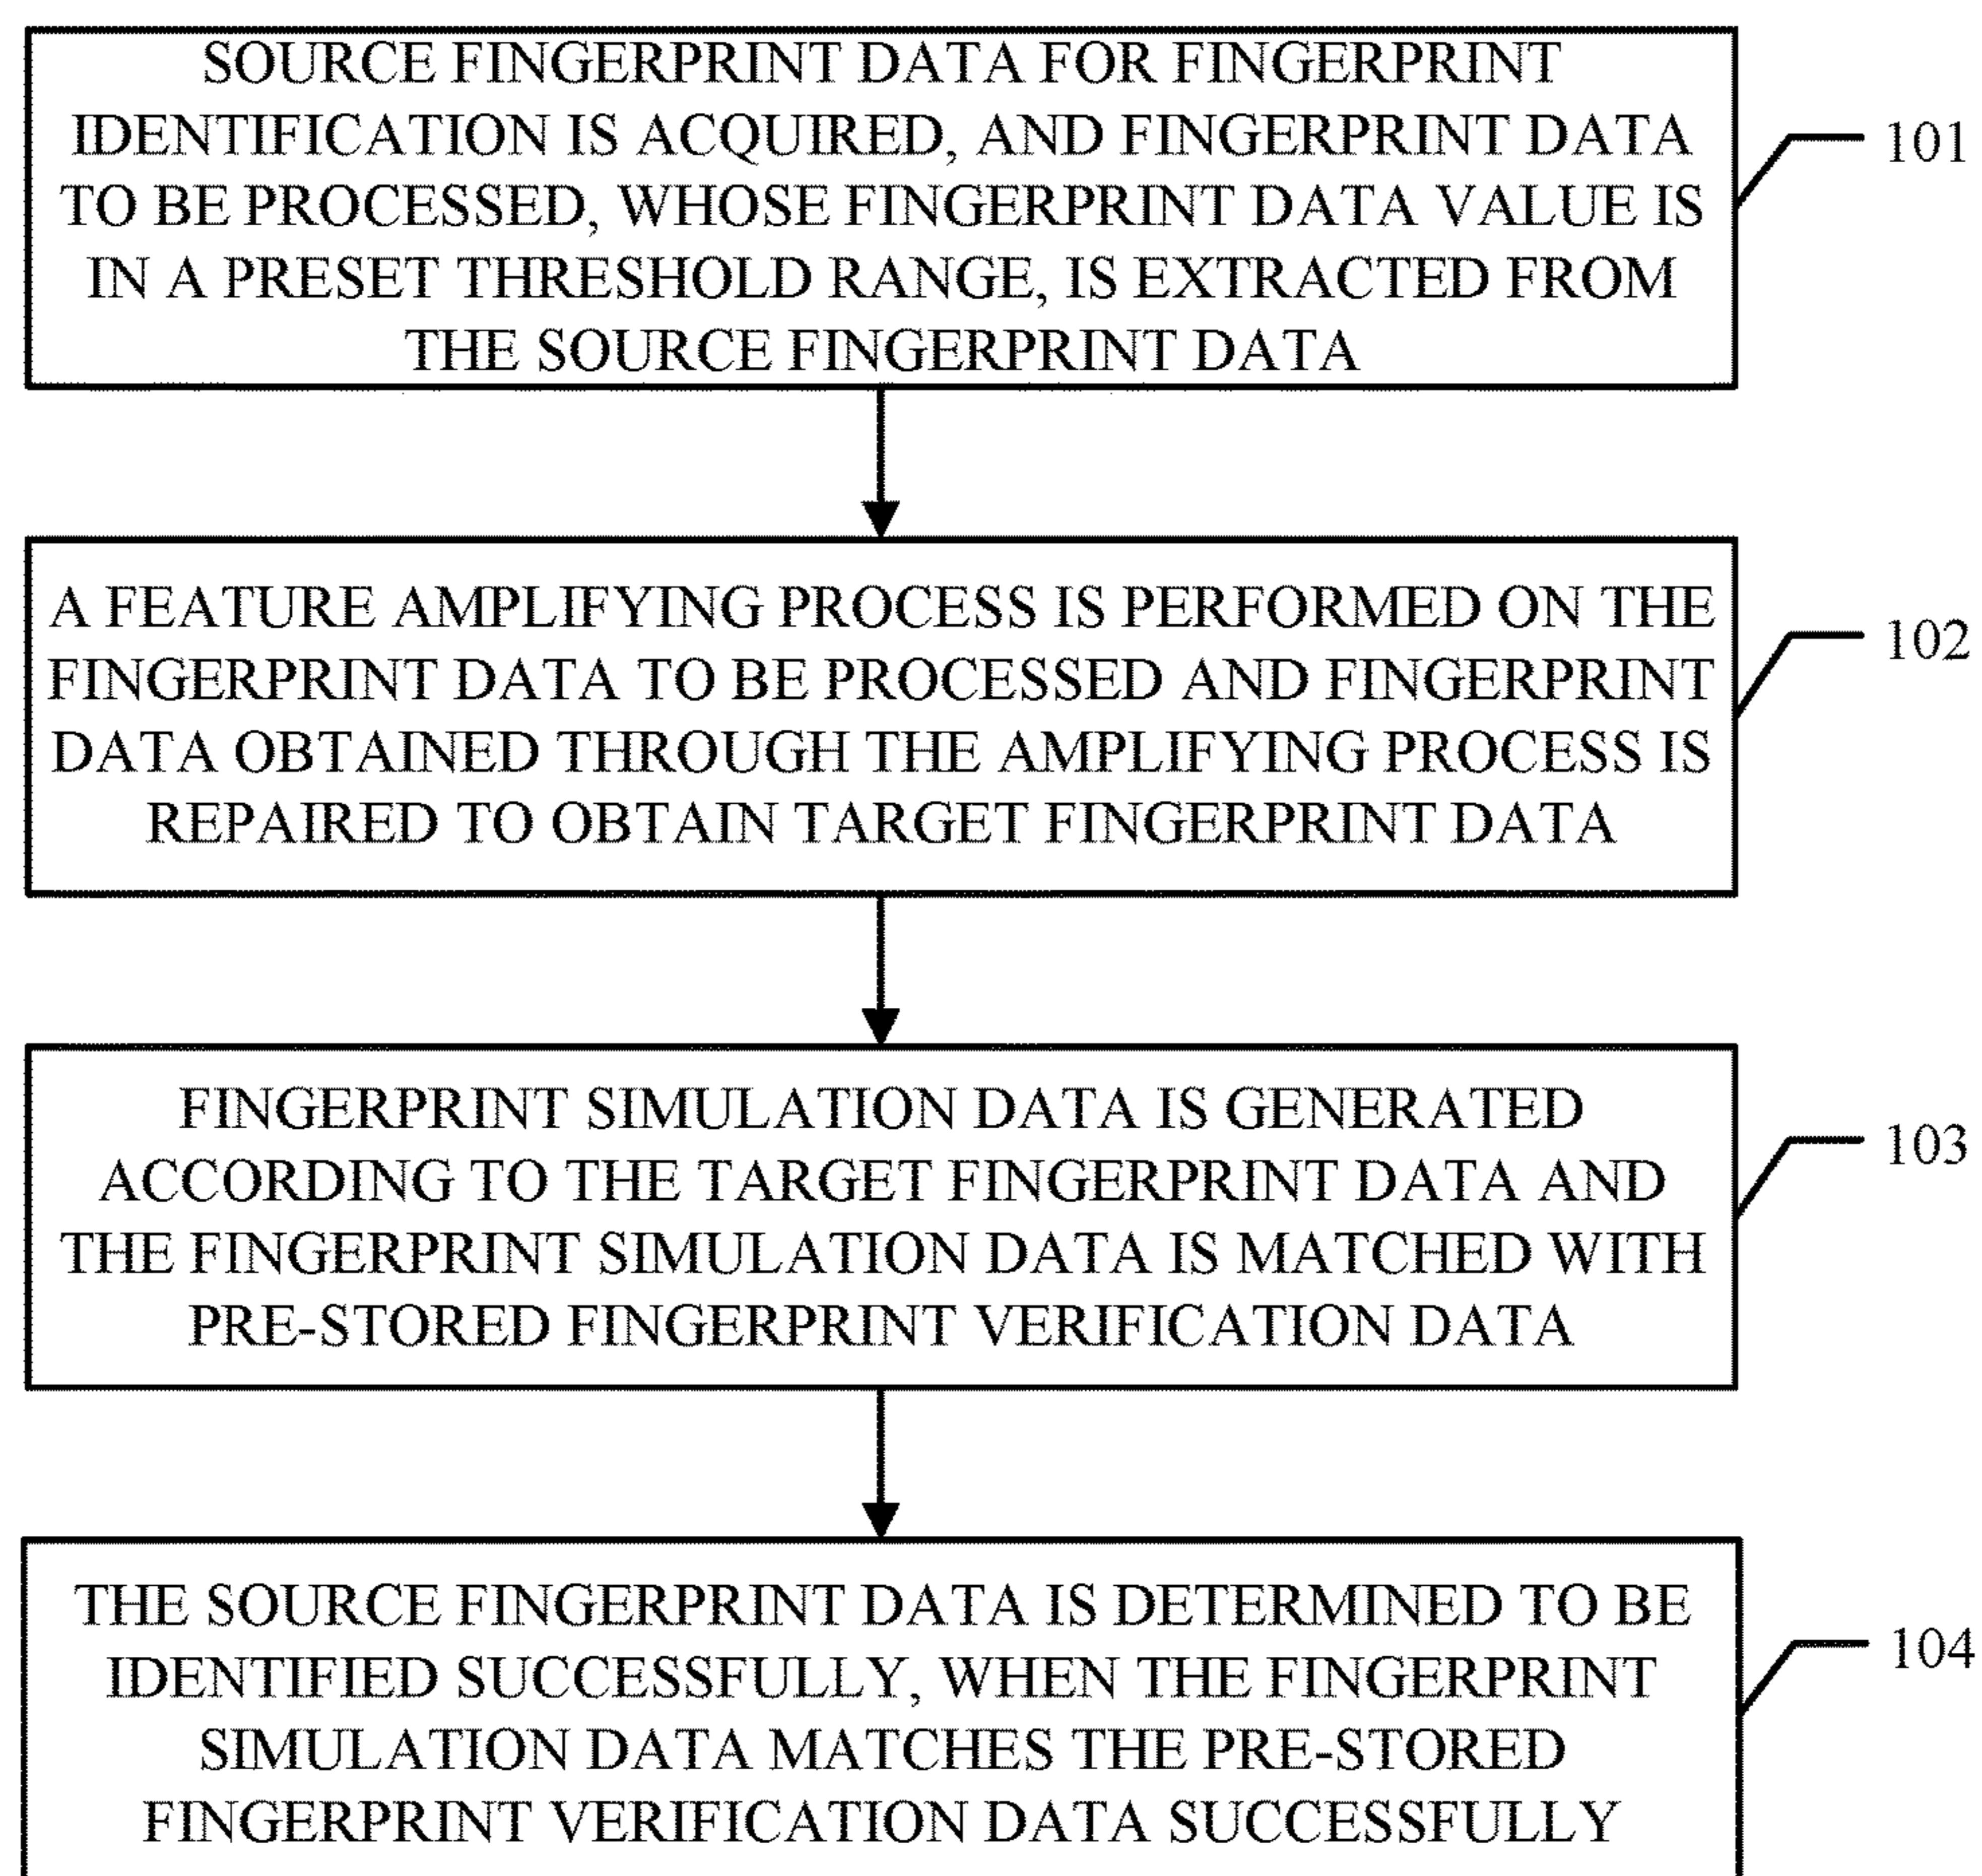 SOURCE FINGERPRINT DATA FOR FINGERPRINT
IDENTIFICATION IS ACQUIRED, AND FINGERPRINT DATA
TO BE PROCESSED, WHOSE FINGERPRINT DATA VALUE IS
IN A PRESET THRESHOLD RANGE, IS EXTRACTED FROM
THE SOURCE FINGERPRINT DATA
101
A FEATURE AMPLIFYING PROCESS IS PERFORMED ON THE
FINGERPRINT DATA TO BE PROCESSED AND FINGERPRINT
DATA OBTAINED THROUGH THE AMPLIFYING PROCESS IS
REPAIRED TO OBTAIN TARGET FINGERPRINT DATA
102
FINGERPRINT SIMULATION DATA IS GENERATED
ACCORDING TO THE TARGET FINGERPRINT DATA AND
THE FINGERPRINT SIMULATION DATA IS MATCHED WITH
PRE-STORED FINGERPRINT VERIFICATION DATA
103
THE SOURCE FINGERPRINT DATA IS DETERMINED TO BE
IDENTIFIED SUCCESSFULLY, WHEN THE FINGERPRINT
SIMULATION DATA MATCHES THE PRE-STORED
FINGERPRINT VERIFICATION DATA SUCCESSFULLY
104